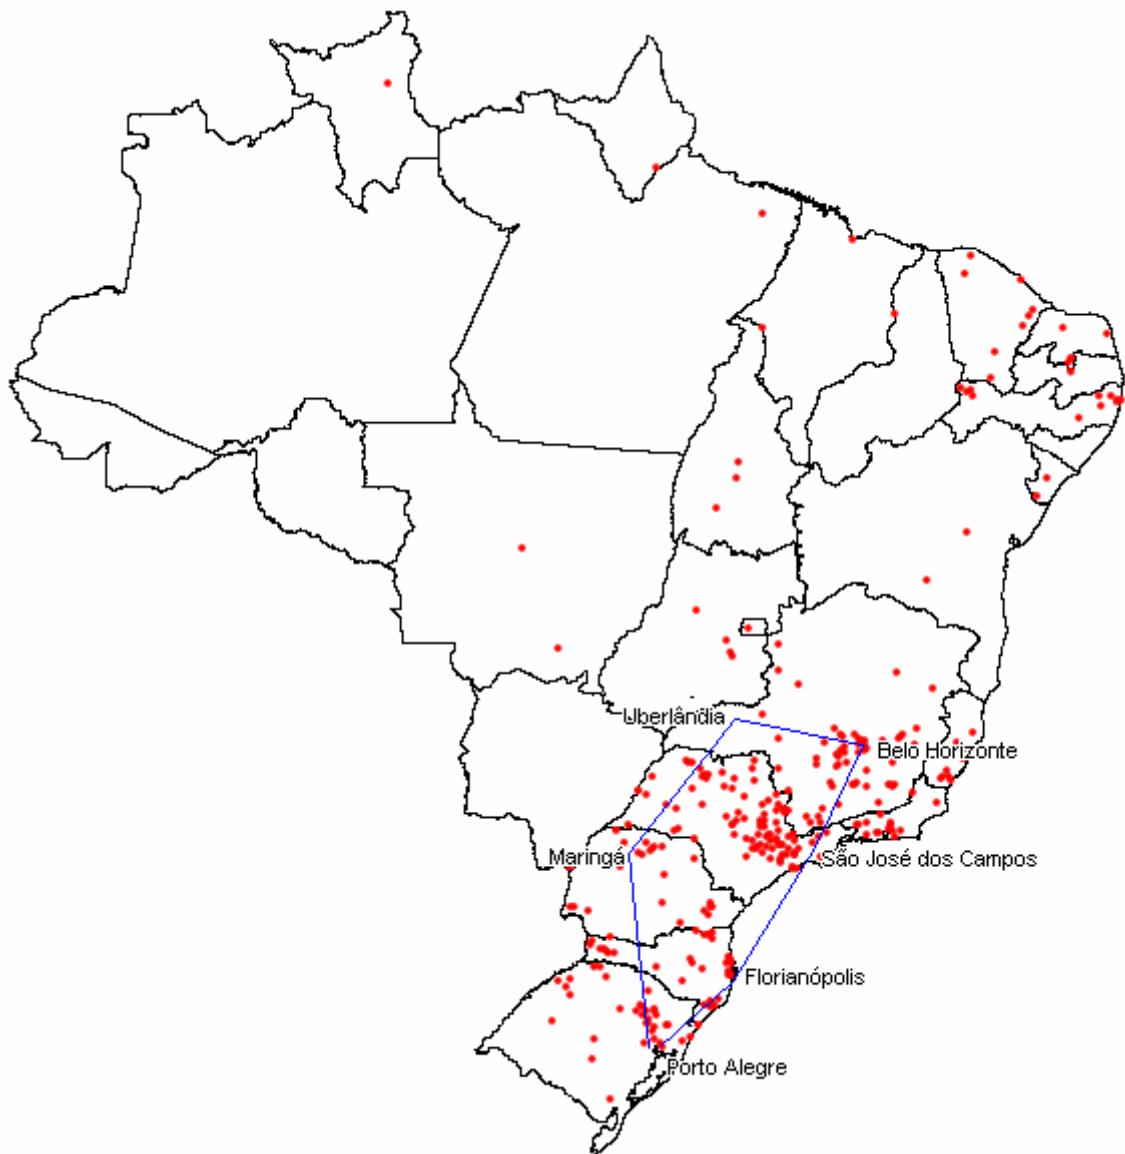 Uberlândia
Belo Horizonte
Maringá
São José dos Campos
Florianópolis
Porto Alegre